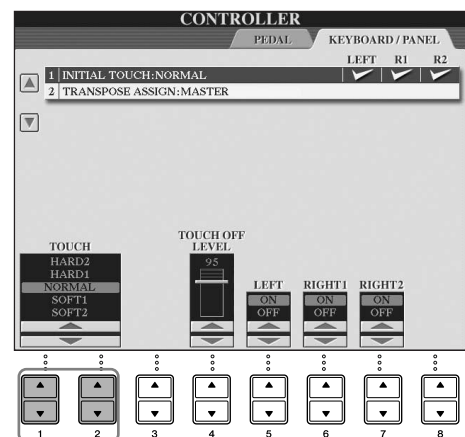 CONTROLLER
PEDAL KEYBOARD / PANEL
LEFT R1 R2
1 INITIAL TOUCH:NORMAL
2 TRANSPOSE ASSIGN:MASTER
TOUCH
HARD2
HARD1
NORMAL
SOFT1
SOFT2
TOUCH OFF
LEVEL
95
LEFT
ON
OFF
RIGHT1
ON
OFF
RIGHT2
ON
OFF
1 2 3 4 5 6 7 8